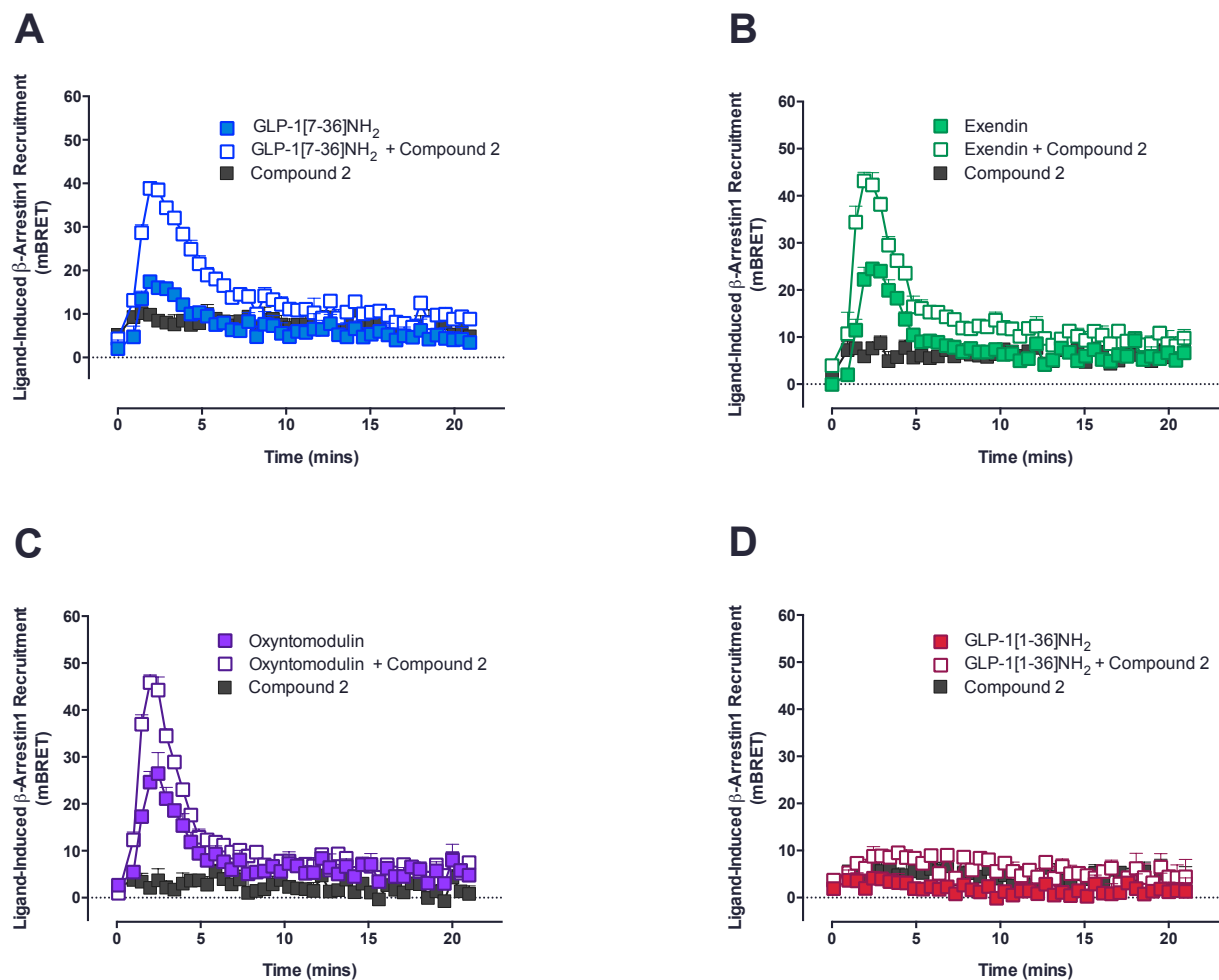 A
Ligand-Induced β-Arrestin1 Recruitment
(mBRET)
60
50
40
30
20
10
0
GLP-1[7-36]NH2
GLP-1[7-36]NH2 + Compound 2
Compound 2
0 5 10 15 20
Time (mins)
B
Ligand-Induced β-Arrestin1 Recruitment
(mBRET)
60
50
40
30
20
10
0
Exendin
Exendin + Compound 2
Compound 2
0 5 10 15 20
Time (mins)
C
Ligand-Induced β-Arrestin1 Recruitment
(mBRET)
60
50
40
30
20
10
0
Oxyntomodulin
Oxyntomodulin + Compound 2
Compound 2
0 5 10 15 20
Time (mins)
D
Ligand-Induced β-Arrestin1 Recruitment
(mBRET)
60
50
40
30
20
10
0
GLP-1[1-36]NH2
GLP-1[1-36]NH2 + Compound 2
Compound 2
0 5 10 15 20
Time (mins)